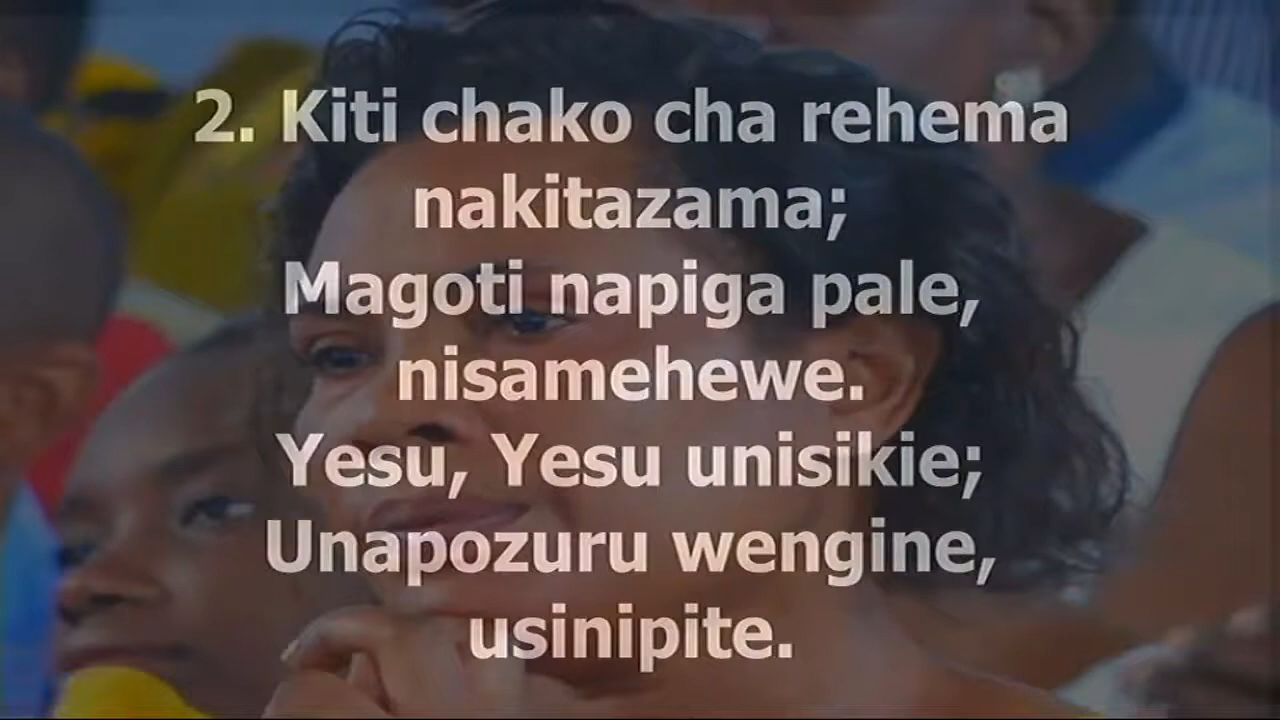 2. Kiti chako cha rehema
nakitazama;
Magoti napiga pale,
nisamehewe.
Yesu, Yesu unisikie;
Unapozuru wengine,
usinipite.